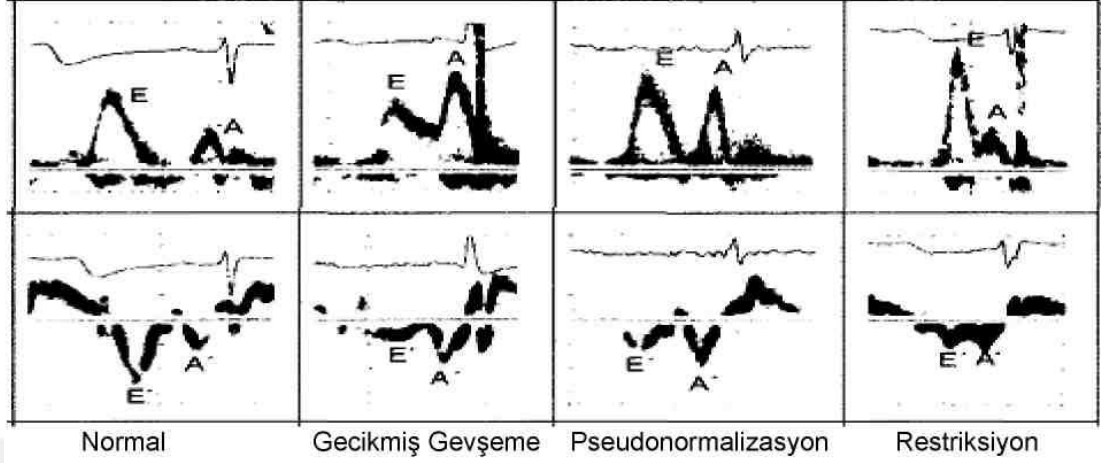 E A E A E A E A
E´ A´ E´ A´ E´ A´ E´ A´
Normal Gecikmiş Gevşeme Pseudonormalizasyon Restriksiyon